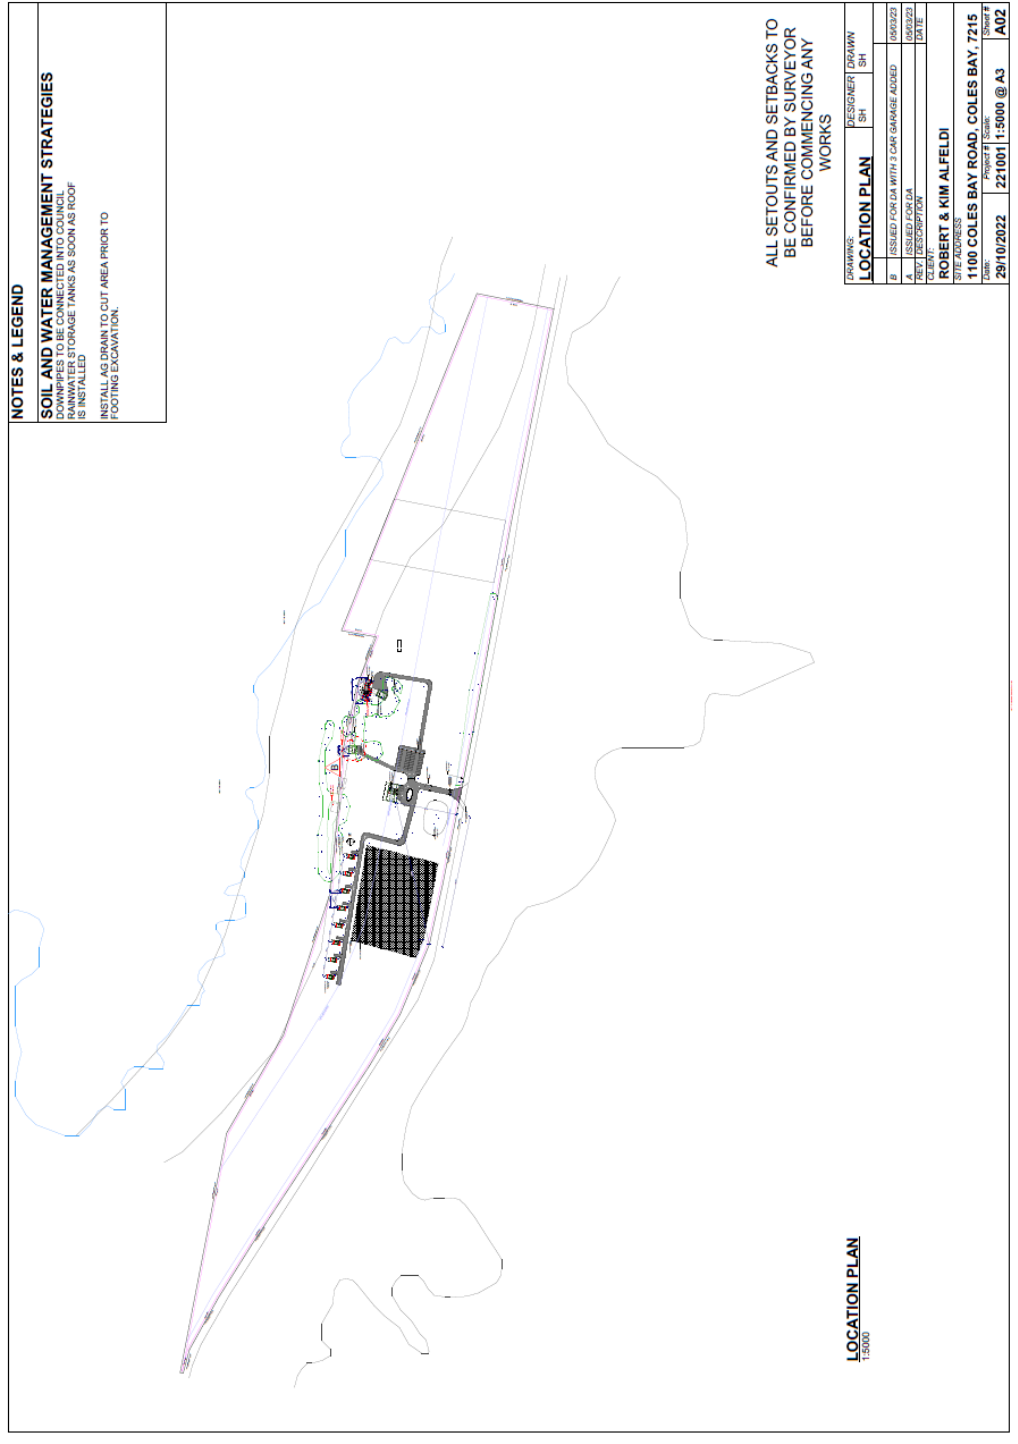 NOTES & LEGEND
SOIL AND WATER MANAGEMENT STRATEGIES
DOWNPIPES TO BE CONNECTED INTO COUNCIL
RAINWATER STORAGE TANKS AS SOON AS ROOF
IS INSTALLED
INSTALL AG DRAIN TO CUT AREA PRIOR TO
FOOTING EXCAVATION.
B
LOCATION PLAN
1:5000
ALL SETOUTS AND SETBACKS TO
BE CONFIRMED BY SURVEYOR
BEFORE COMMENCING ANY
WORKS
DRAWING: DESIGNER DRAWN
LOCATION PLAN SH SH
B ISSUED FOR DA WITH 3 CAR GARAGE ADDED 05/03/23
A ISSUED FOR DA 05/03/23
REV. DESCRIPTION DATE
CLIENT:
ROBERT & KIM ALFELDI
SITE ADDRESS
1100 COLES BAY ROAD, COLES BAY, 7215
Date: Project # Scale: Sheet #
29/10/2022 221001 1:5000 @ A3 A02